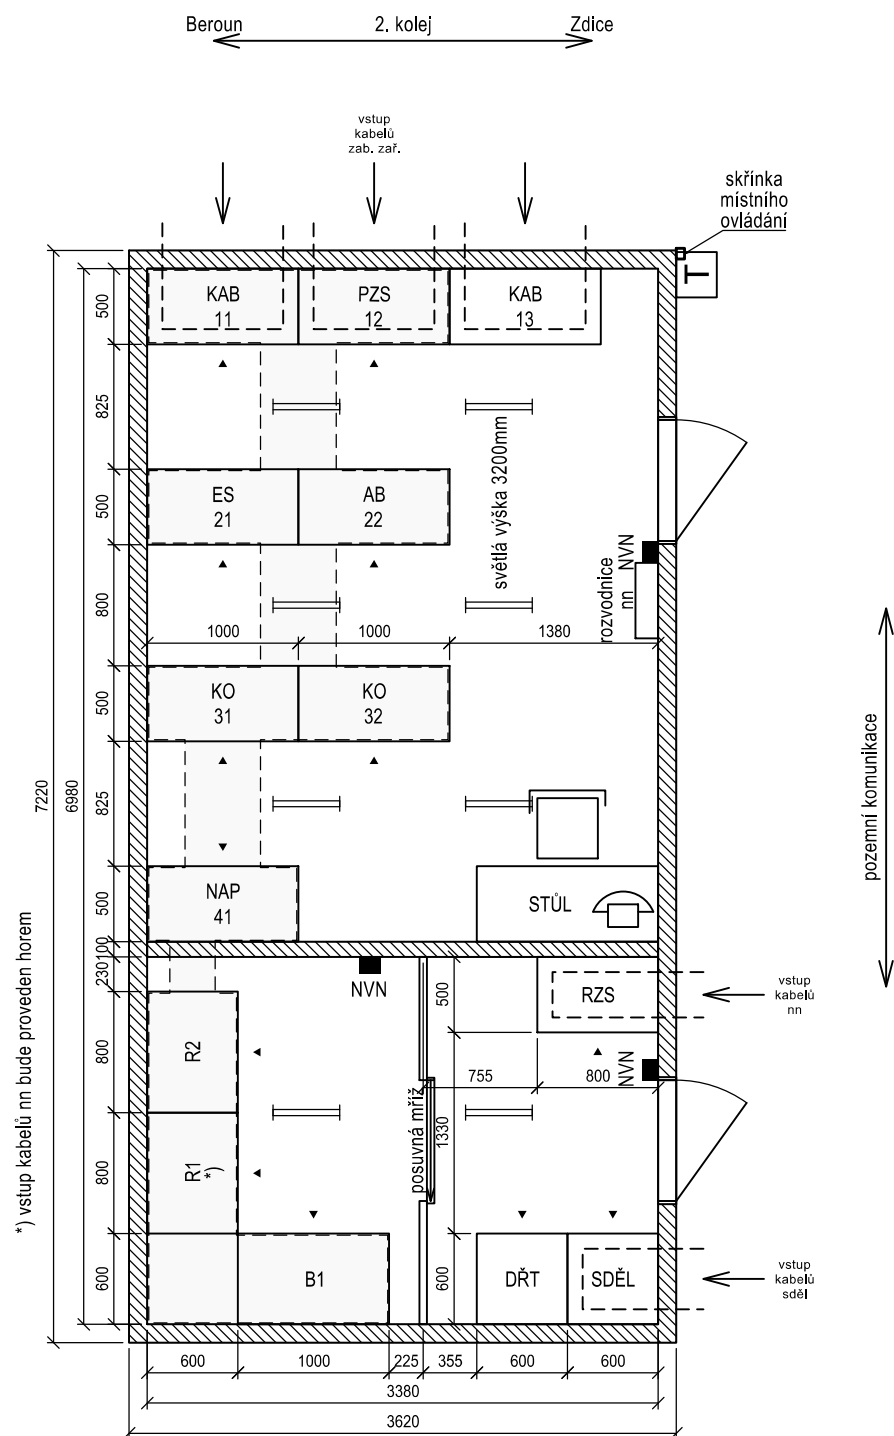 Beroun 2. kolej Zdice
vstup
kabelů
zab. zař.
skřínka
místního
ovládání
T
KAB
11
PZS
12
KAB
13
500
825
ES
21
AB
22
500
světlá výška 3200mm
NVN
rozvodnice
nn
800
1000 1000 1380
KO
31
KO
32
500
pozemní komunikace
7220
6980
825
NAP
41
STŮL
500
100
230
NVN
500
RZS
vstup
kabelů
nn
R2
800
755 800
NVN
posuvná mříž
1330
R1
*)
800
*) vstup kabelů nn bude proveden horem
B1
600
600
DŘT
SDĚL
vstup
kabelů
sděl
600 1000 225 355 600 600
3380
3620